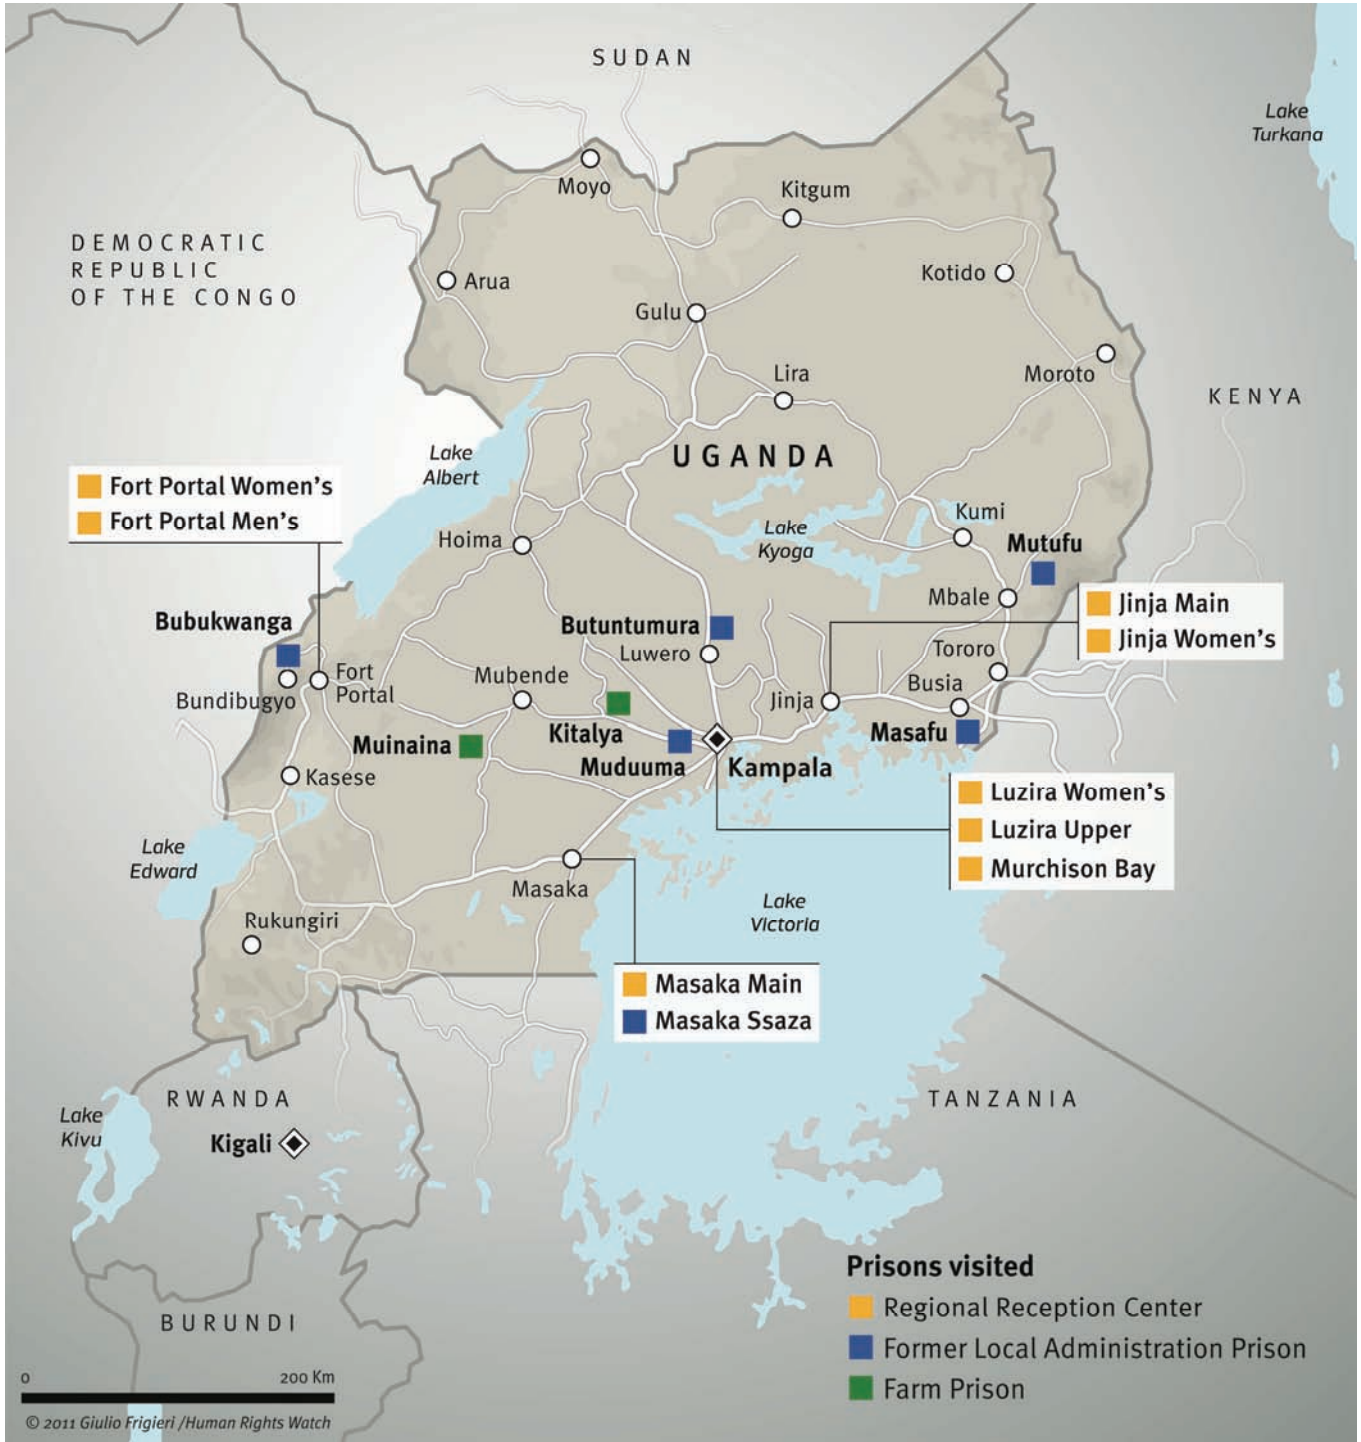 SUDAN
Lake
Turkana
Moyo
Kitgum
DEMOCRATIC
REPUBLIC
OF THE CONGO
Arua
Kotido
Gulu
Moroto
Lira
KENYA
UGANDA
Lake
Albert
Fort Portal Women's
Fort Portal Men's
Hoima
Lake
Kyoga
Kumi
Mutufu
Mbale
Jinja Main
Jinja Women's
Bubukwanga
Butuntumura
Luwero
Tororo
Fort
Portal
Bundibugyo
Mubende
Jinja
Busia
Kitalya
Muinaina
Masafu
Muduuma
Kampala
Kasese
Luzira Women's
Luzira Upper
Murchison Bay
Lake
Edward
Masaka
Lake
Victoria
Rukungiri
Masaka Main
Masaka Ssaza
RWANDA
TANZANIA
Lake
Kivu
Kigali
Prisons visited
Regional Reception Center
Former Local Administration Prison
Farm Prison
BURUNDI
0 200 Km
© 2011 Giulio Frigieri /Human Rights Watch